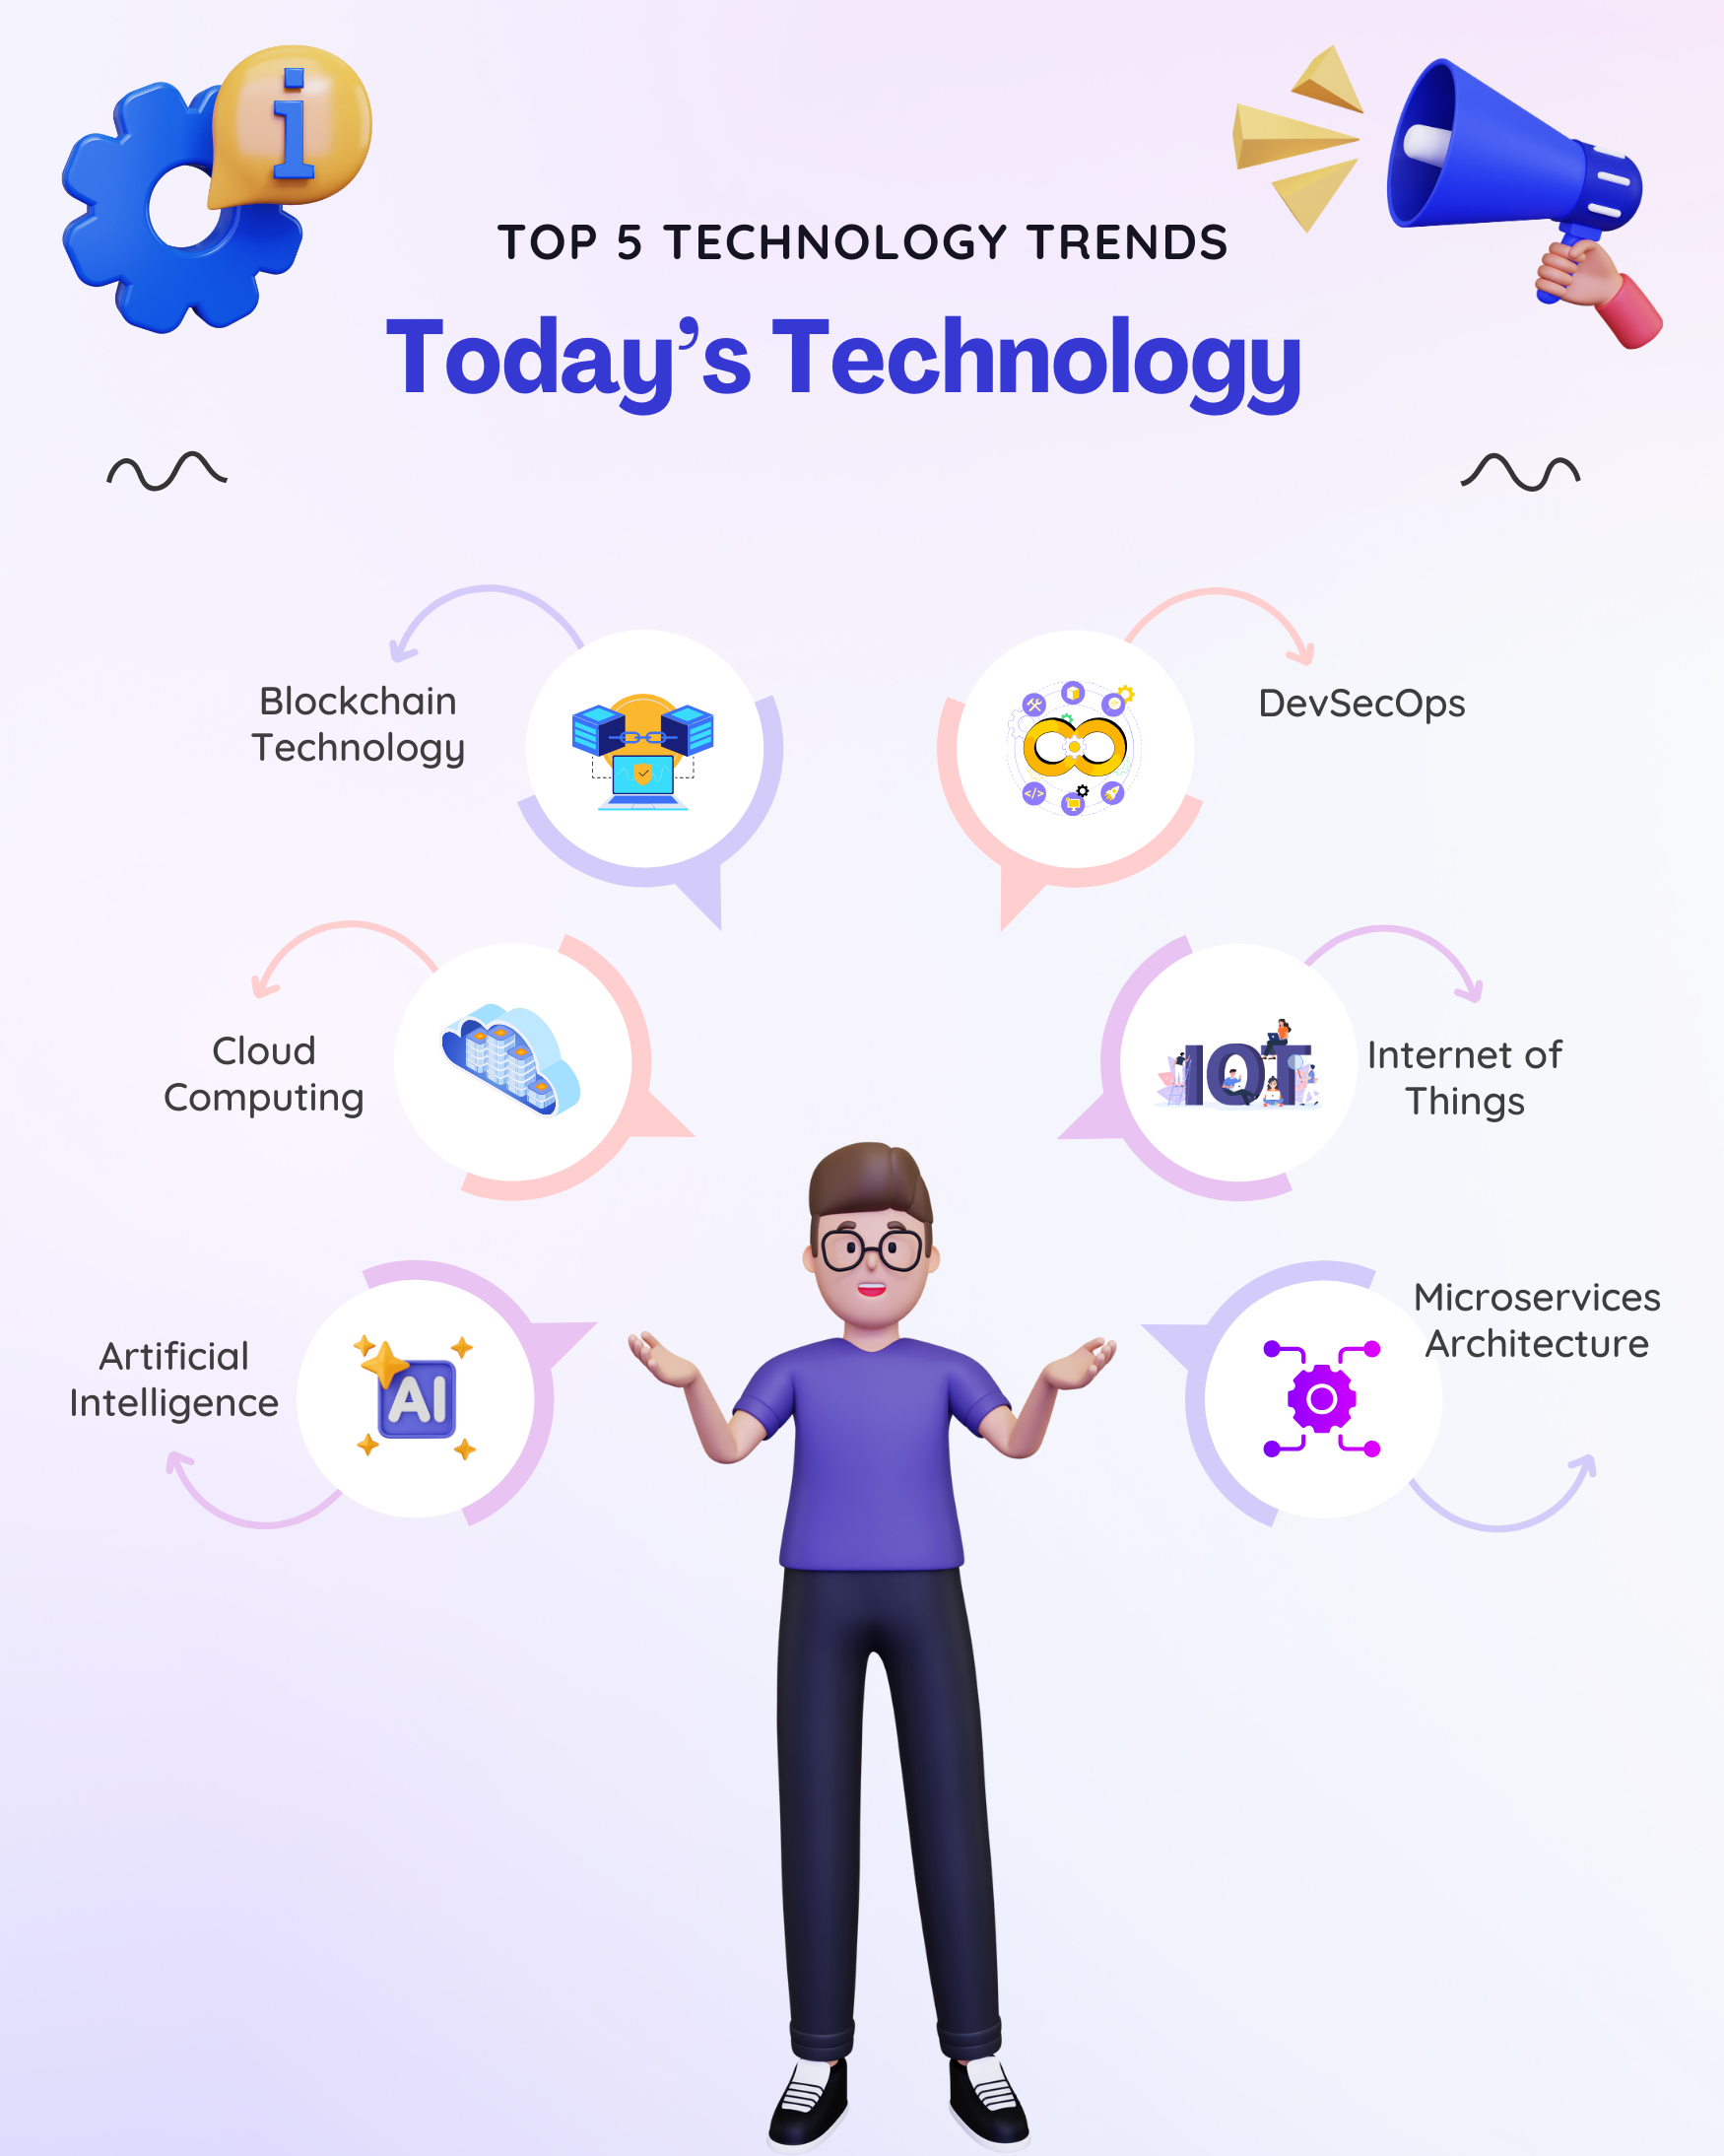 i
TOP 5 TECHNOLOGY TRENDS
Today’s Technology
Blockchain
Technology
DevSecOps
</>
Cloud
Computing
IOT
Internet of
Things
Artificial
Intelligence
AI
Microservices
Architecture